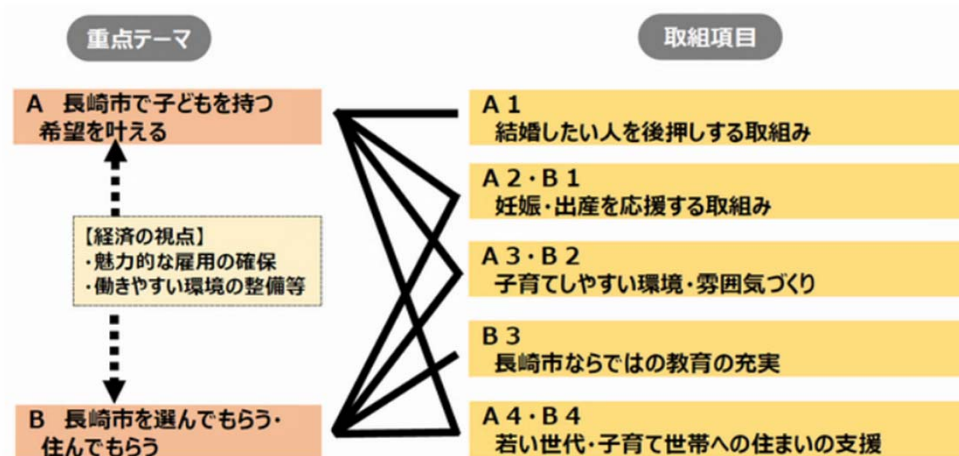 重点テーマ
取組項目
A 長崎市で子どもを持つ
希望を叶える
【経済の視点】
・魅力的な雇用の確保
・働きやすい環境の整備等
B 長崎市を選んでもらう・
住んでもらう
A1
結婚したい人を後押しする取組み
A2・B1
妊娠・出産を応援する取組み
A3・B2
子育てしやすい環境・雰囲気づくり
B3
長崎市ならではの教育の充実
A4・B4
若い世代・子育て世帯への住まいの支援